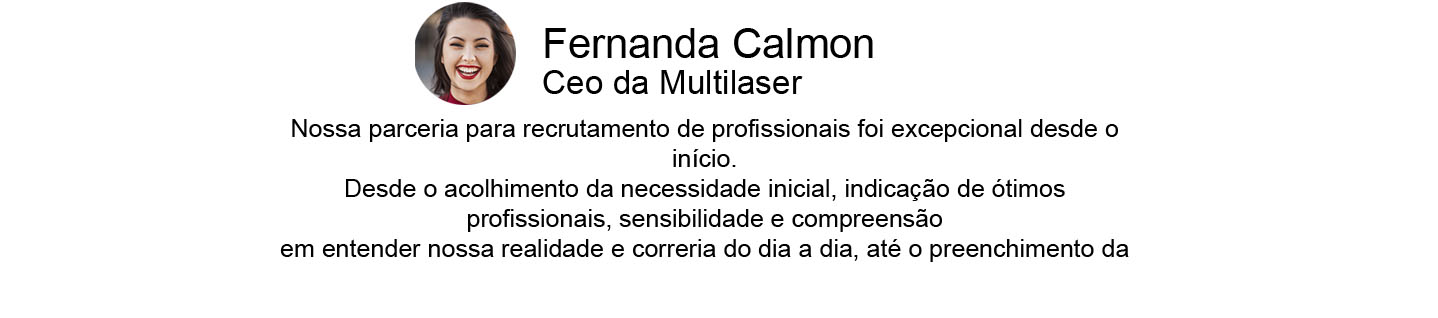 Fernanda Calmon
Ceo da Multilaser
Nossa parceria para recrutamento de profissionais foi excepcional desde o
início.
Desde o acolhimento da necessidade inicial, indicação de ótimos
profissionais, sensibilidade e compreensão
em entender nossa realidade e correria do dia a dia, até o preenchimento da